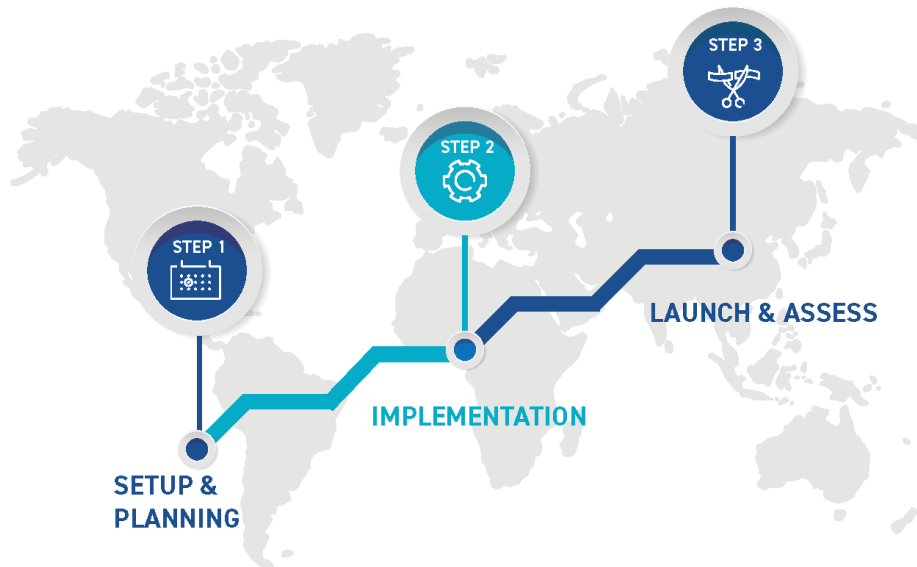 STEP 1
SETUP &
PLANNING
STEP 2
IMPLEMENTATION
STEP 3
LAUNCH & ASSESS